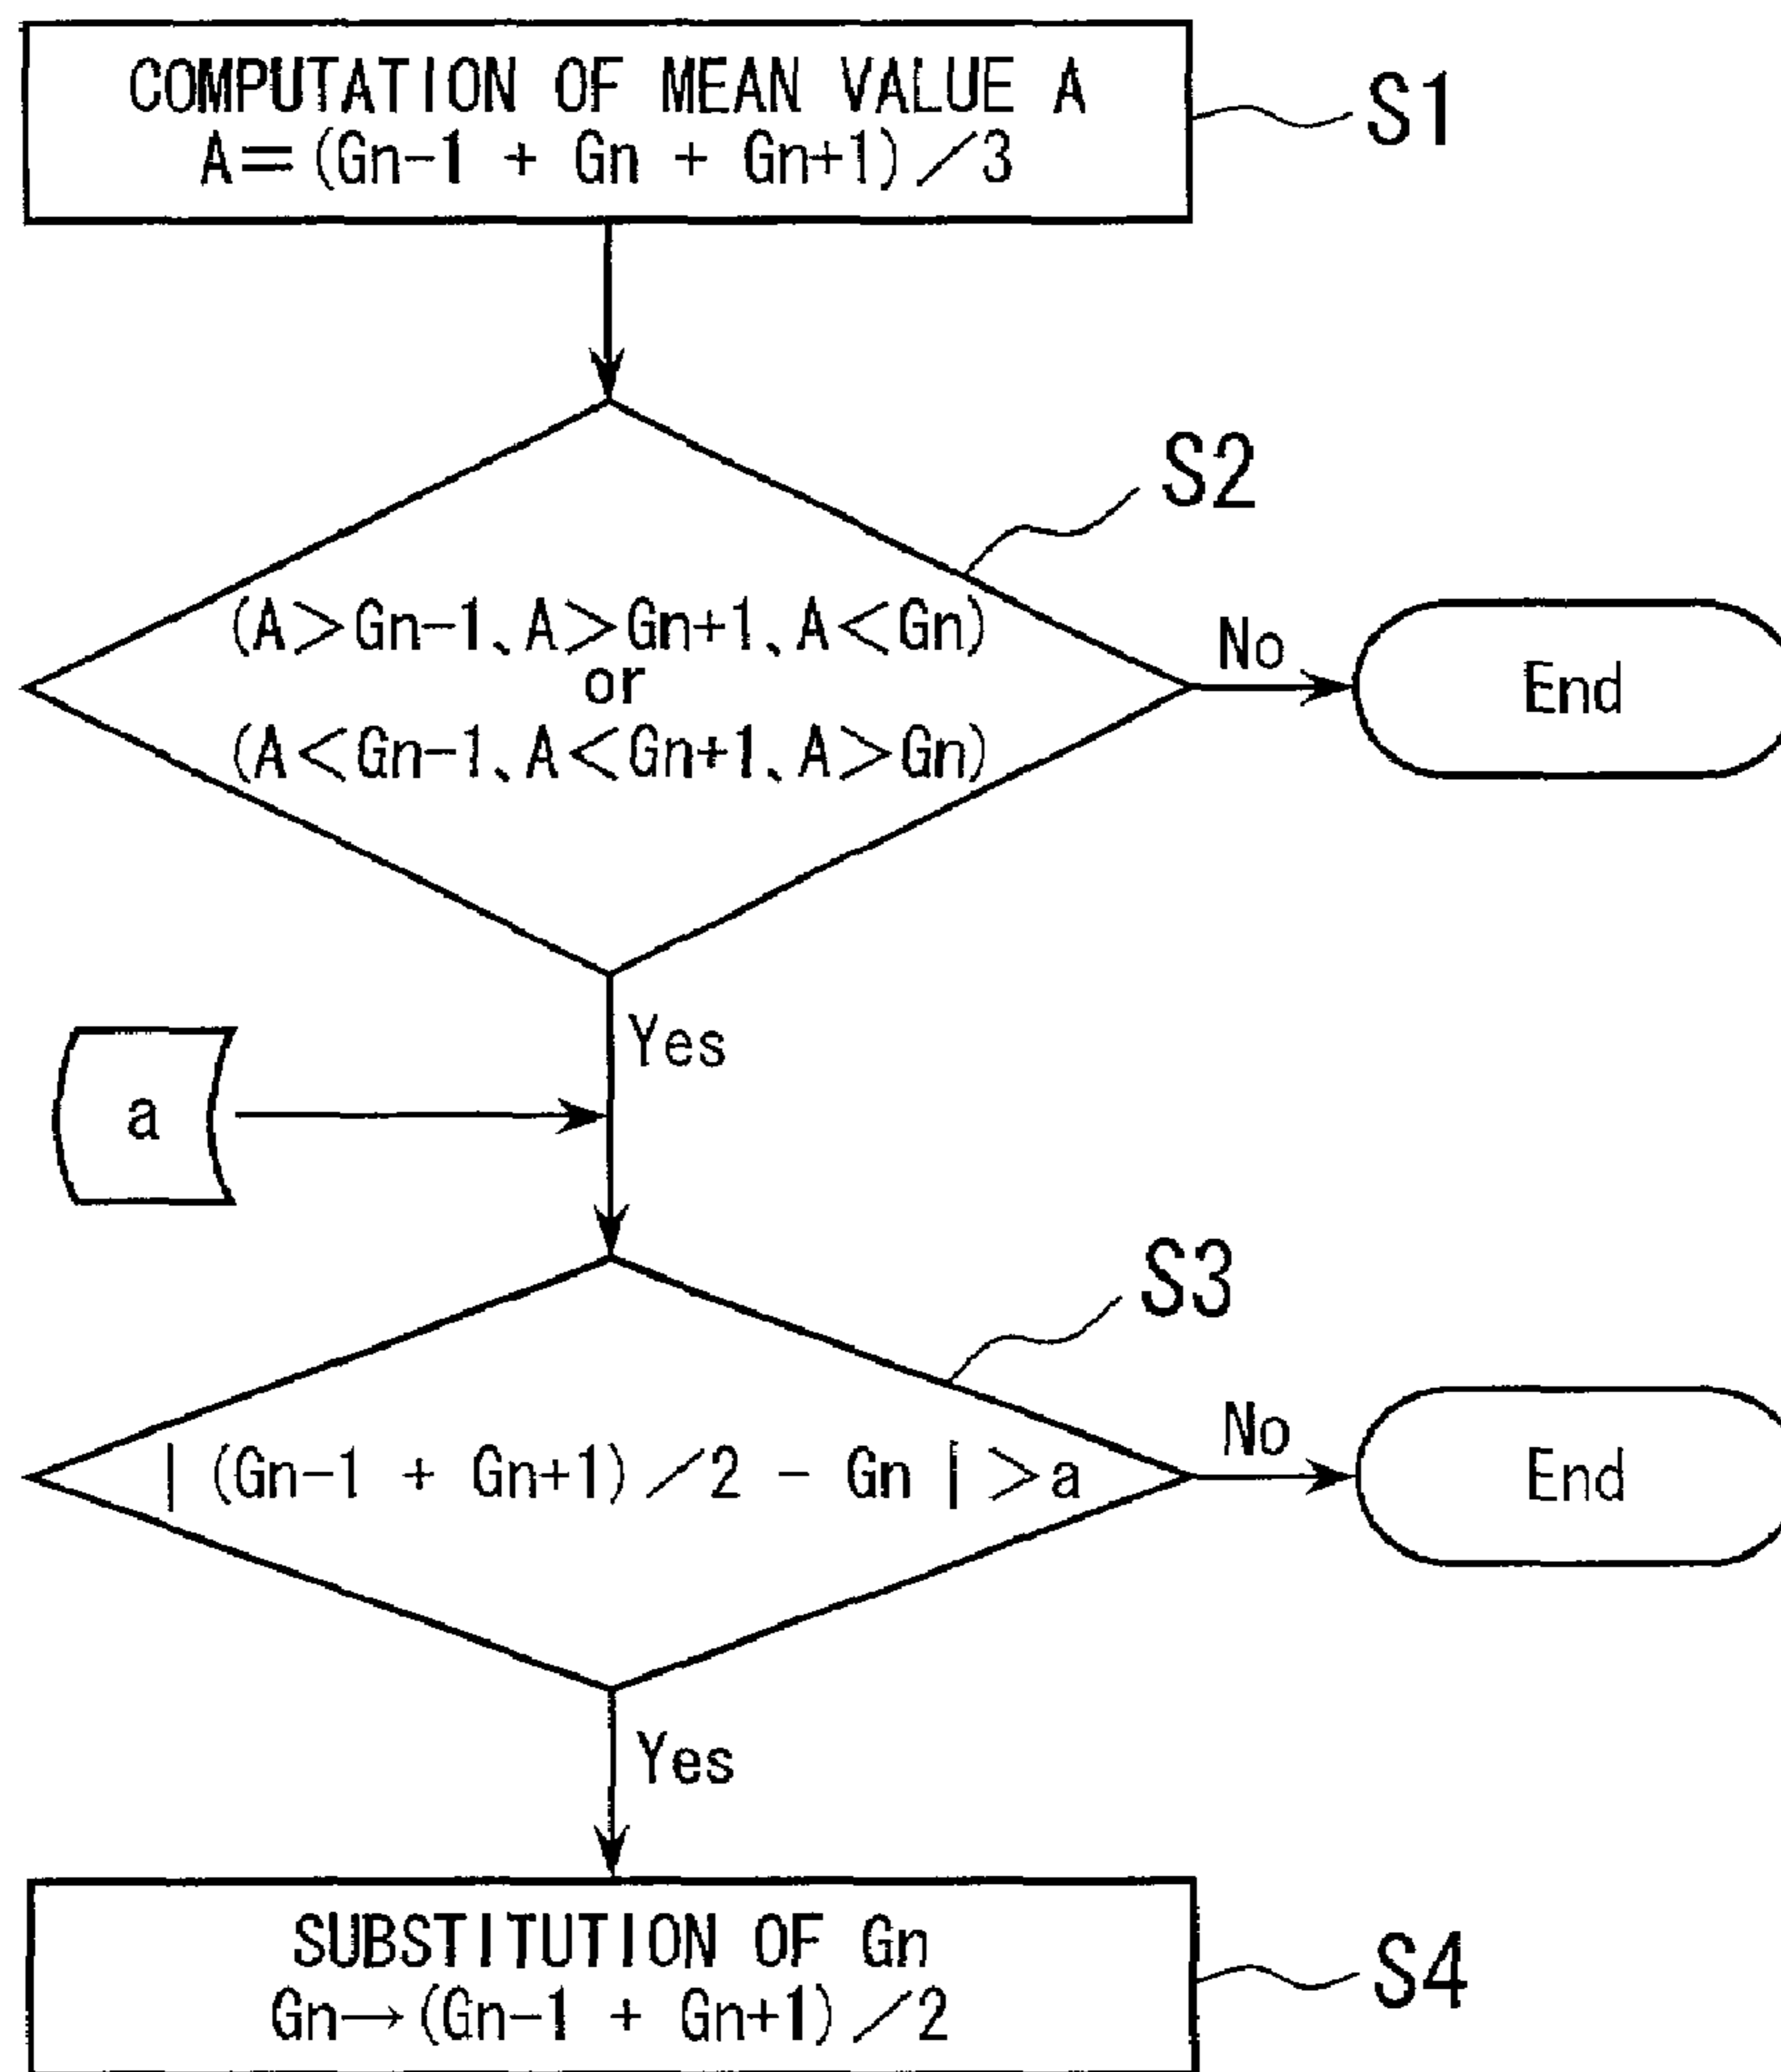 COMPUTATION OF MEAN VALUE A
A=(Gn-1 + Gn + Gn+1)/3
S1
S2
(A>Gn-1、A>Gn+1、A<Gn)
or
(A<Gn-1、A<Gn+1、A>Gn)
No
End
Yes
a
S3
| (Gn-1 + Gn+1)/2 - Gn |>a
No
End
Yes
SUBSTITUTION OF Gn
Gn→(Gn-1 + Gn+1)/2
S4